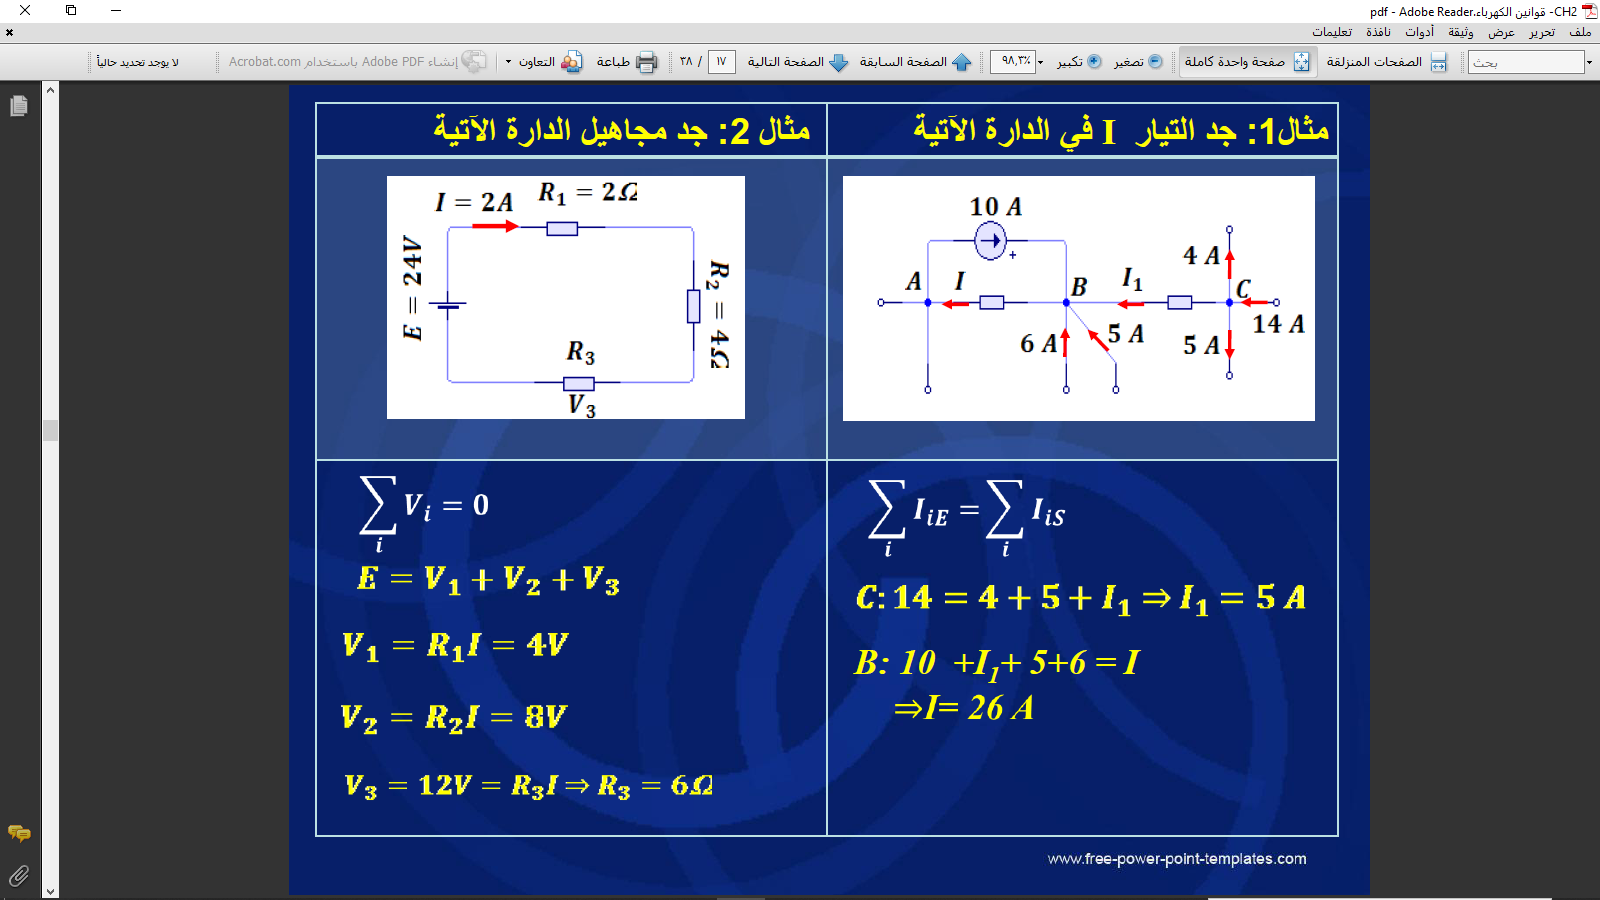 CH2- قوانين الكهرباء.pdf - Adobe Reader
ملف تحرير عرض وثيقة أدوات نافذة تعليمات
بحث الصفحات المنزلقة صفحة واحدة كاملة تصغير تكبير ٩٨,٣% الصفحة السابقة الصفحة التالية ١٧ / ٣٨ طباعة التعاون إنشاء Adobe PDF باستخدام Acrobat.com لا يوجد تحديد حالياً
مثال1: جد التيار I في الدارة الآتية
10 A
A I B I₁ C
4 A
6 A 5 A 5 A 14 A
∑ᵢ IᵢE = ∑ᵢ IᵢS
C: 14 = 4 + 5 + I₁ ⇒ I₁ = 5 A
B: 10 +I₁+ 5+6 = I
⇒I= 26 A
مثال 2: جد مجاهيل الدارة الآتية
I = 2A R₁ = 2Ω
E = 24V
R₂ = 4Ω
R₃
V₃
∑ᵢ Vᵢ = 0
E = V₁ + V₂ + V₃
V₁ = R₁I = 4V
V₂ = R₂I = 8V
V₃ = 12V = R₃I ⇒ R₃ = 6Ω
www.free-power-point-templates.com